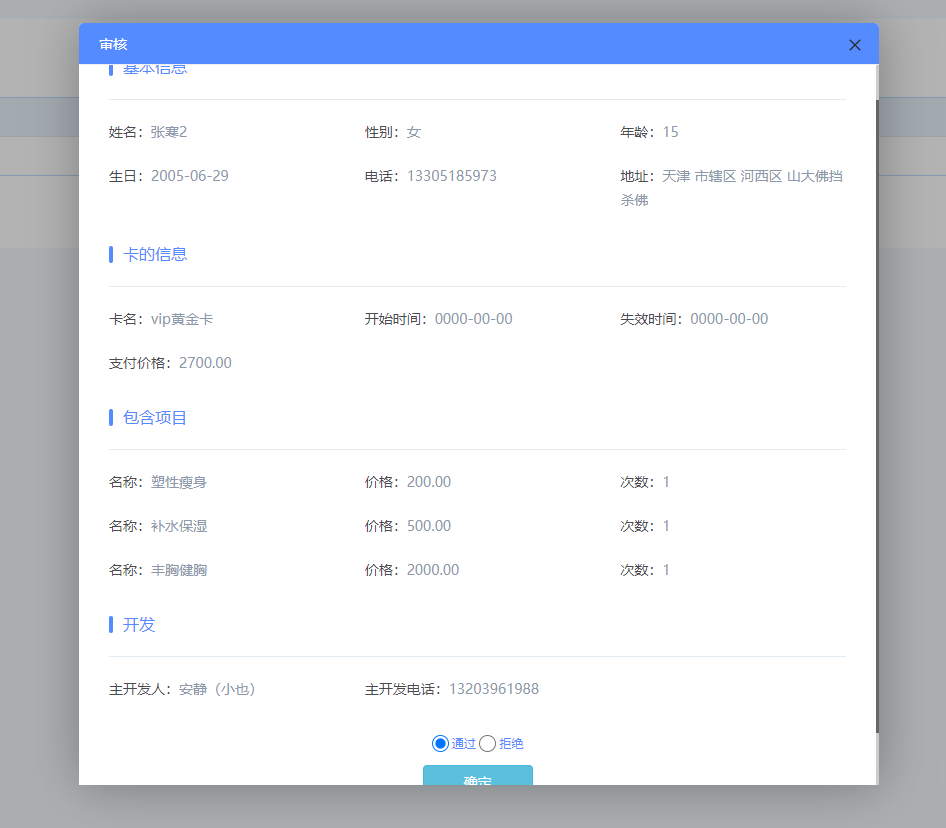 审核
基本信息
姓名：张寒2 性别：女 年龄：15
生日：2005-06-29 电话：13305185973 地址：天津 市辖区 河西区 山大佛挡
杀佛
卡的信息
卡名：vip黄金卡 开始时间：0000-00-00 失效时间：0000-00-00
支付价格：2700.00
包含项目
名称：塑性瘦身 价格：200.00 次数：1
名称：补水保湿 价格：500.00 次数：1
名称：丰胸健胸 价格：2000.00 次数：1
开发
主开发人：安静（小也） 主开发电话：13203961988
通过 拒绝
确定